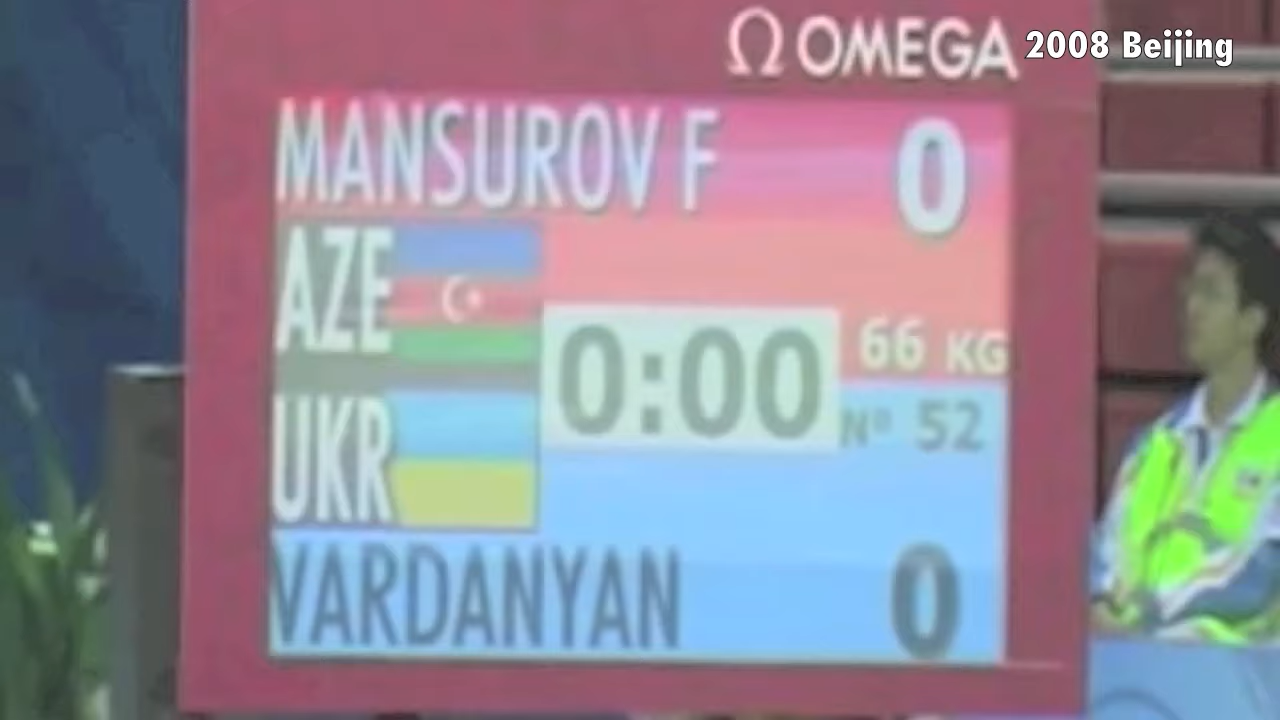 Ω OMEGA 2008 Beijing
MANSUROV F 0
AZE
0:00 66 KG
UKR Nº 52
VARDANYAN 0